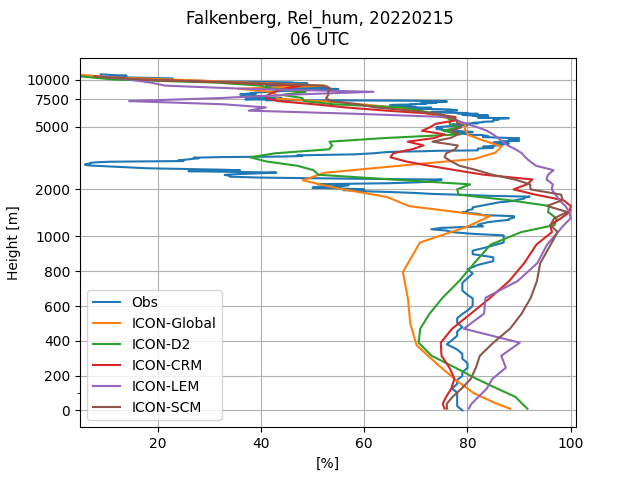 Falkenberg, Rel_hum, 20220215
06 UTC
10000
7500
5000
2000
1000
800
600
400
200
0
Height [m]
Obs
ICON-Global
ICON-D2
ICON-CRM
ICON-LEM
ICON-SCM
20
40
60
80
100
[%]